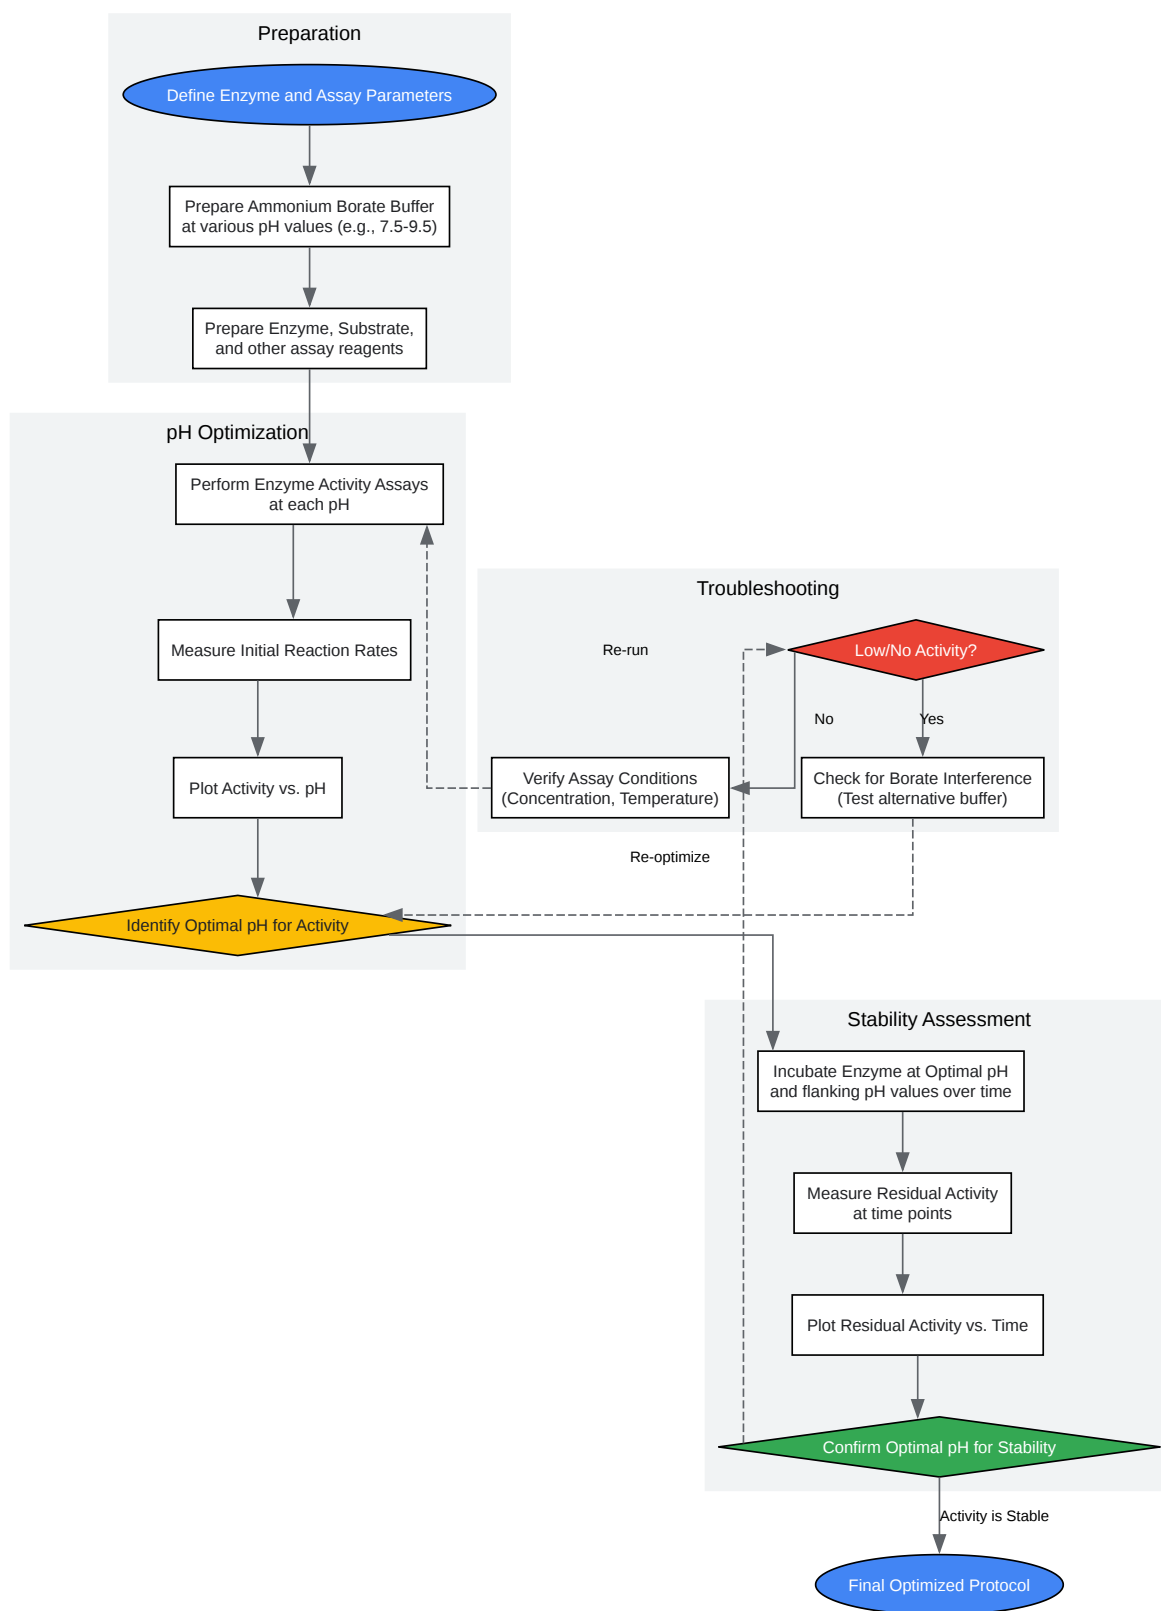 Preparation
Define Enzyme and Assay Parameters
Prepare Ammonium Borate Buffer
at various pH values (e.g., 7.5-9.5)
Prepare Enzyme, Substrate,
and other assay reagents
pH Optimization
Perform Enzyme Activity Assays
at each pH
Measure Initial Reaction Rates
Plot Activity vs. pH
Identify Optimal pH for Activity
Troubleshooting
Re-run
Low/No Activity?
No
Yes
Verify Assay Conditions
(Concentration, Temperature)
Check for Borate Interference
(Test alternative buffer)
Re-optimize
Stability Assessment
Incubate Enzyme at Optimal pH
and flanking pH values over time
Measure Residual Activity
at time points
Plot Residual Activity vs. Time
Confirm Optimal pH for Stability
Activity is Stable
Final Optimized Protocol